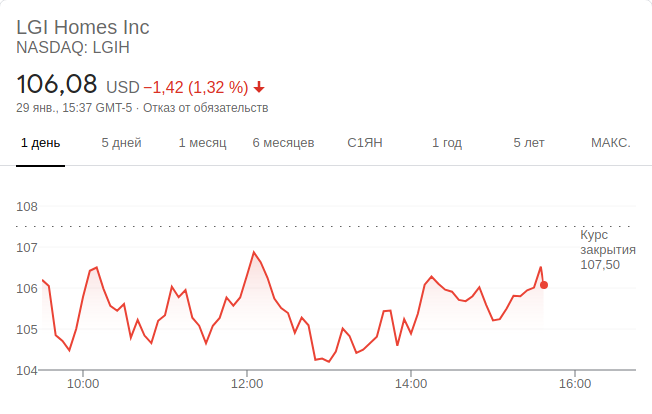 LGI Homes Inc
NASDAQ: LGIH
106,08 USD −1,42 (1,32 %)
29 янв., 15:37 GMT-5 · Отказ от обязательств
1 день 5 дней 1 месяц 6 месяцев С1ЯН 1 год 5 лет МАКС.
108
107
106
105
104
Курс
закрытия
107,50
10:00 12:00 14:00 16:00